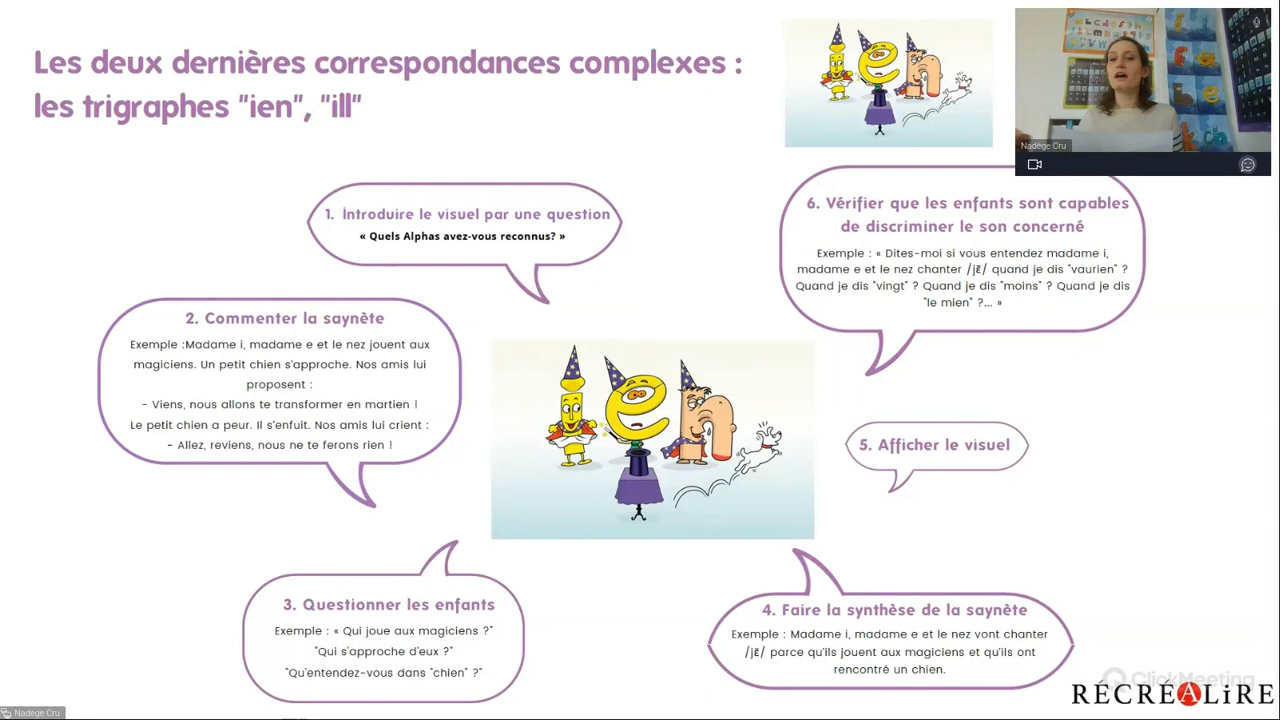 Les deux dernières correspondances complexes :
les trigraphes "ien", "ill"
Nadège Cru
1. Introduire le visuel par une question
« Quels Alphas avez-vous reconnus? »
2. Commenter la saynète
Exemple :Madame i, madame e et le nez jouent aux
magiciens. Un petit chien s'approche. Nos amis lui
proposent :
- Viens, nous allons te transformer en martien !
Le petit chien a peur. Il s'enfuit. Nos amis lui crient :
- Allez, reviens, nous ne te ferons rien !
3. Questionner les enfants
Exemple : « Qui joue aux magiciens ?"
"Qui s'approche d'eux ?"
"Qu'entendez-vous dans "chien" ?"
4. Faire la synthèse de la saynète
Exemple : Madame i, madame e et le nez vont chanter
/jɛ̃/ parce qu'ils jouent aux magiciens et qu'ils ont
rencontré un chien.
5. Afficher le visuel
6. Vérifier que les enfants sont capables
de discriminer le son concerné
Exemple : « Dites-moi si vous entendez madame i,
madame e et le nez chanter /jɛ̃/ quand je dis "vaurien" ?
Quand je dis "vingt" ? Quand je dis "moins" ? Quand je dis
"le mien" ?... »
ClickMeeting
RÉCRÉALiRE
Nadège Cru